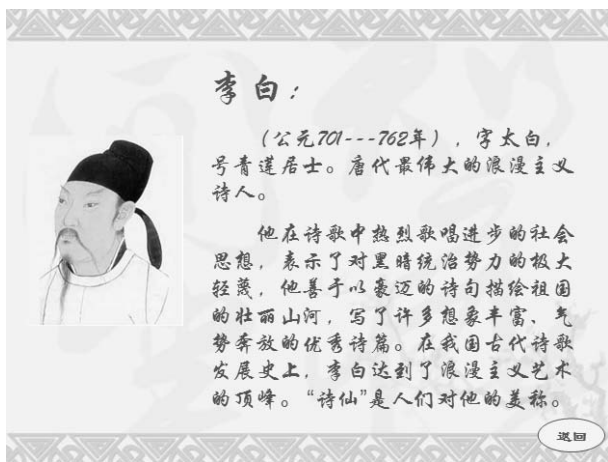 李白：
（公元701---762年），字太白，
号青莲居士。唐代最伟大的浪漫主义
诗人。
他在诗歌中热烈歌唱进步的社会
思想，表示了对黑暗统治势力的极大
轻蔑，他善于以豪迈的诗句描绘祖国
的壮丽山河，写了许多想象丰富、气
势奔放的优秀诗篇。在我国古代诗歌
发展史上，李白达到了浪漫主义艺术
的顶峰。“诗仙”是人们对他的美称。
返回